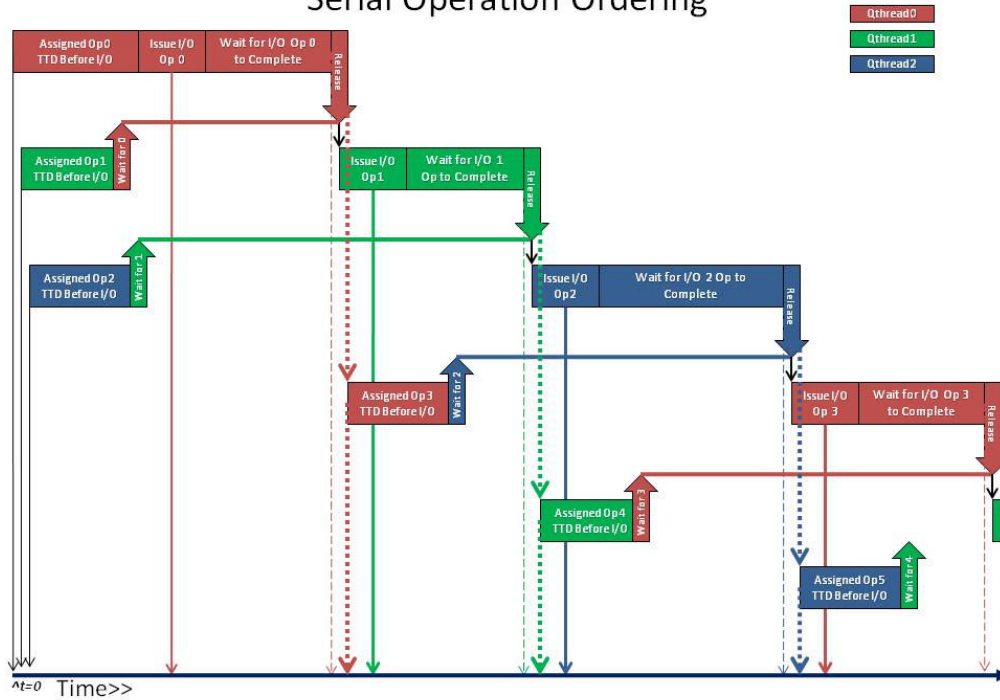 Serial Operation Ordering
Qthread0
Qthread1
Qthread2
Assigned Op0
TTD Before I/O
Issue I/O
Op 0
Wait for I/O Op 0
to Complete
Release
Assigned Op1
TTD Before I/O
Wait for 0
Issue I/O
Op1
Wait for I/O 1
Op to Complete
Release
Assigned Op2
TTD Before I/O
Wait for 1
Issue I/O
Op2
Wait for I/O 2 Op to
Complete
Release
Assigned Op3
TTD Before I/O
Wait for 2
Issue I/O
Op 3
Wait for I/O Op 3
to Complete
Release
Assigned Op4
TTD Before I/O
Wait for 3
Assigned Op5
TTD Before I/O
Wait for 4
^t=0 Time>>